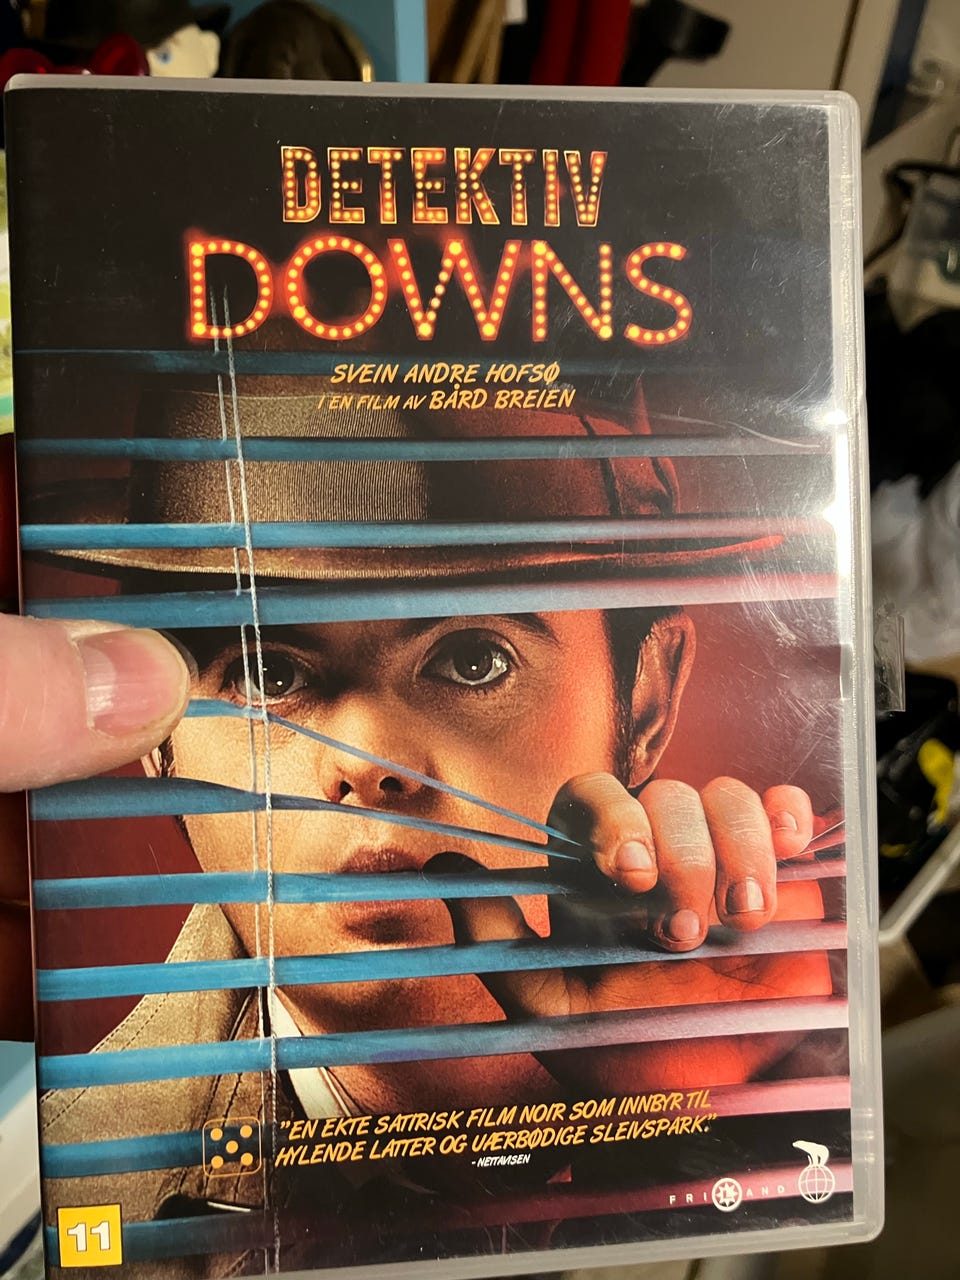 DETEKTIV
DOWNS
SVEIN ANDRE HOFSØ
I EN FILM AV BÅRD BREIEN
"EN EKTE SATIRISK FILM NOIR SOM INNBYR TIL
HYLENDE LATTER OG UÆRBØDIGE SLEIVSPARK."
- NETTAVISEN
FRILAND
11